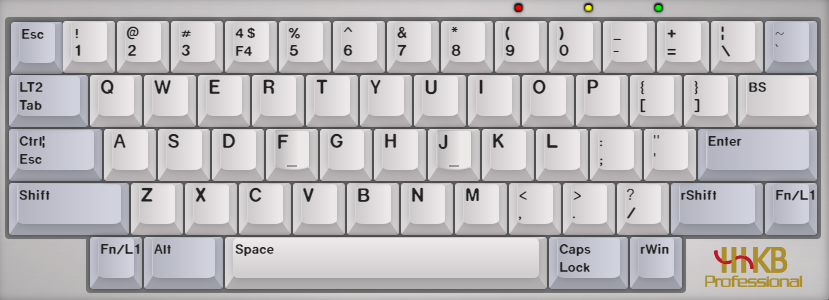 Esc ! @ # 4 $ % ^ & * ( ) _ + ¦ ~
1 2 3 F4 5 6 7 8 9 0 - = \ `
LT2 Q W E R T Y U I O P { } BS
Tab [ ]
Ctrl¦ A S D F G H J K L : " Enter
Esc _ _ ; '
Shift Z X C V B N M < > ? rShift Fn/L1
, . /
Fn/L1 Alt Space Caps rWin
Lock
HHKB
Professional